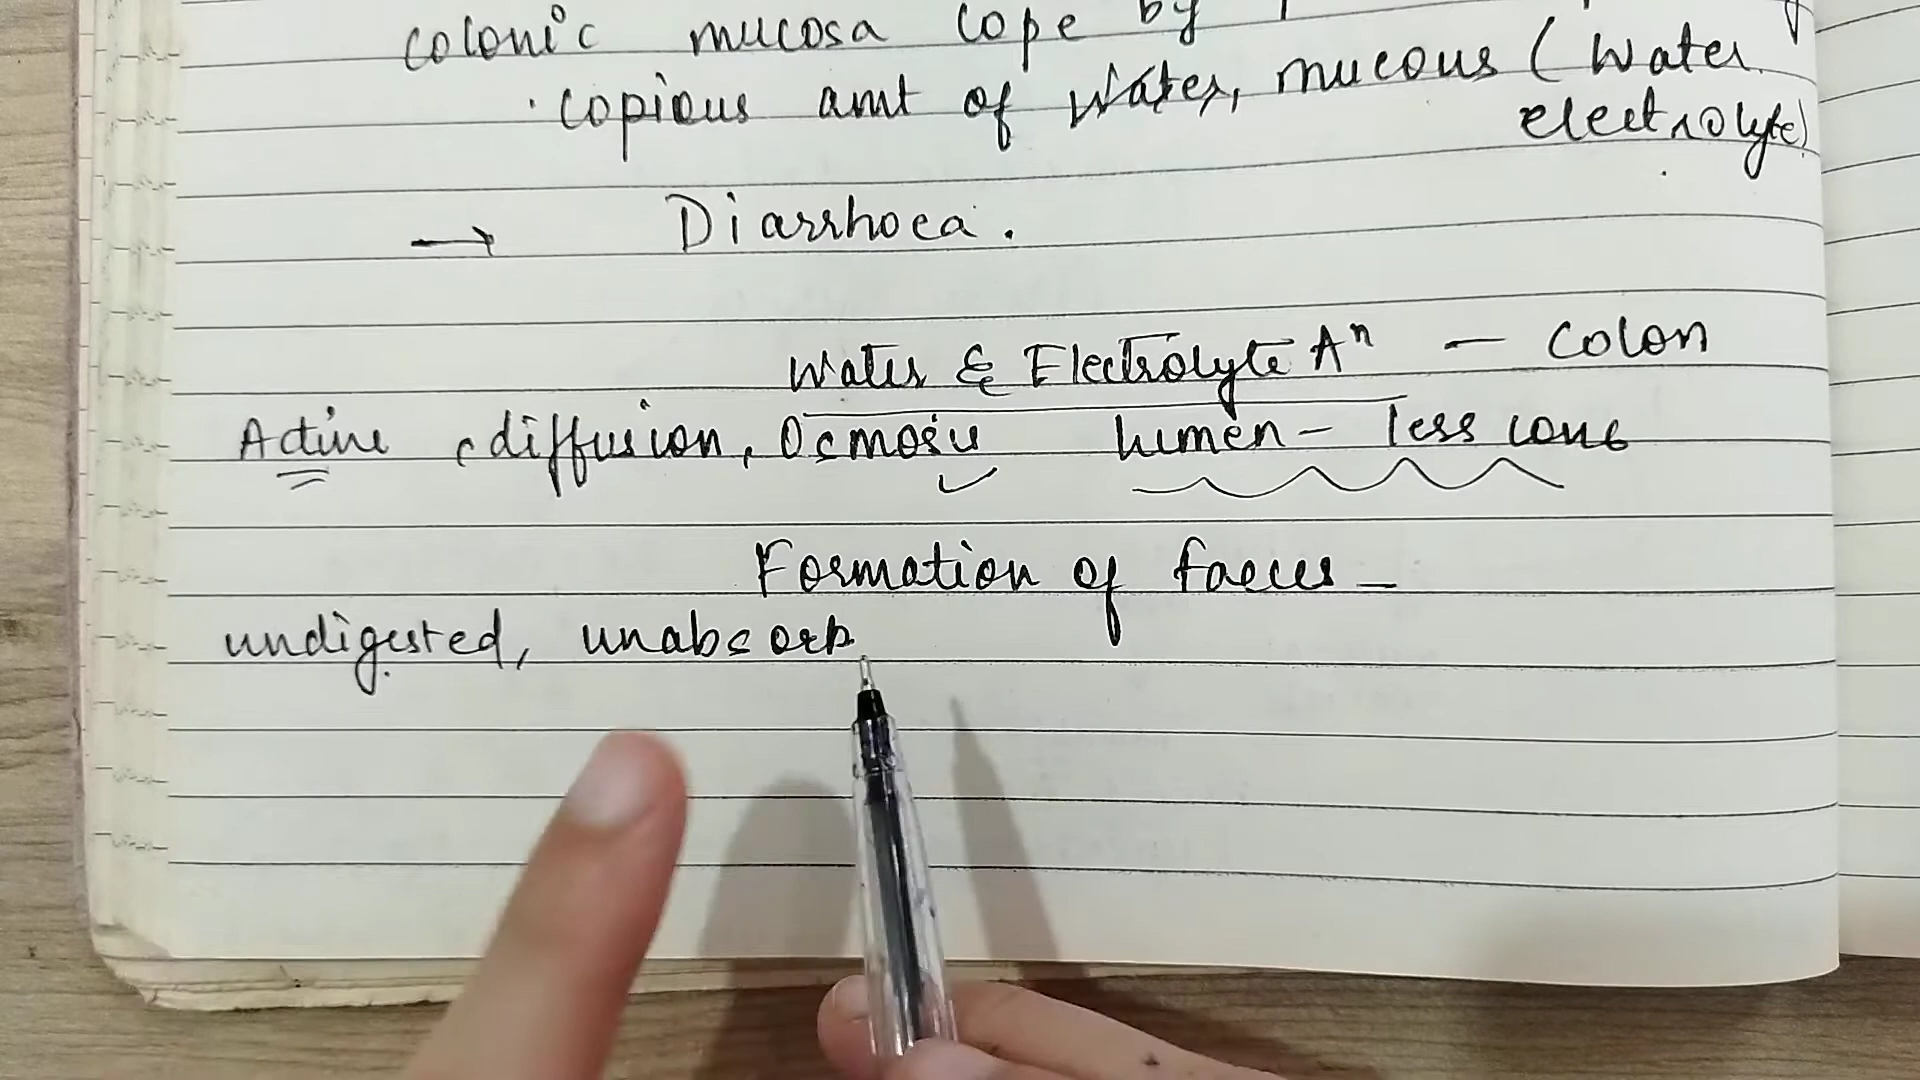 colonic mucosa cope by
copious amt of water, mucous (water
electrolyte)
→ Diarrhoea.
Water & Electrolyte Aⁿ — Colon
Active diffusion, Osmosis lumen – less conc
Formation of faeces –
undigested, unabsorb